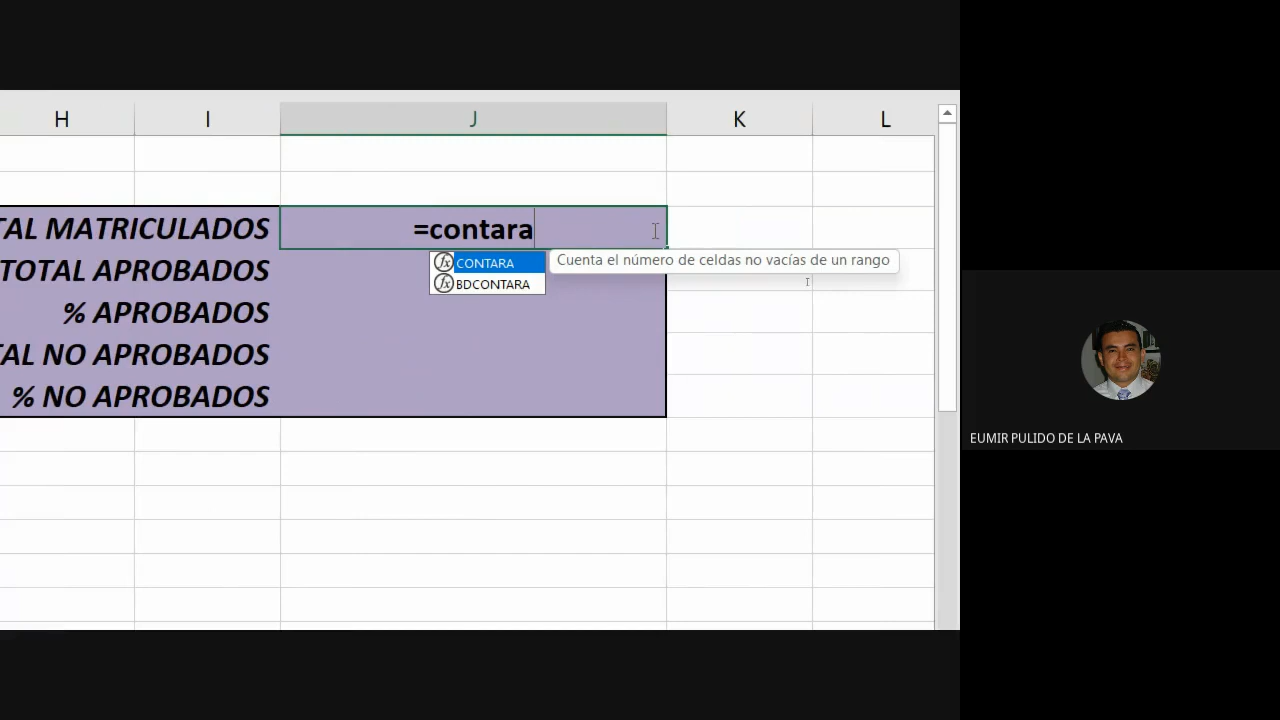 H I J K L
TAL MATRICULADOS =contara
CONTARA Cuenta el número de celdas no vacías de un rango
TOTAL APROBADOS
BDCONTARA
% APROBADOS
TAL NO APROBADOS
% NO APROBADOS
EUMIR PULIDO DE LA PAVA